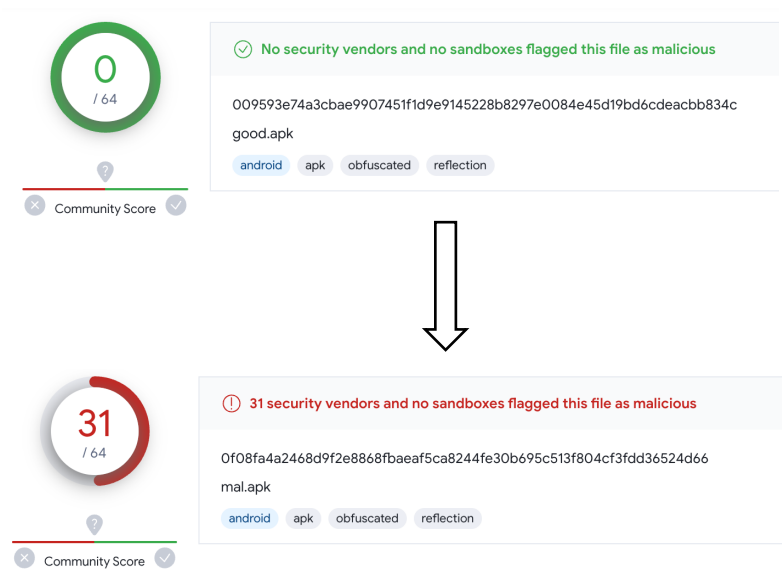 0
/ 64
?
Community Score
No security vendors and no sandboxes flagged this file as malicious
009593e74a3cbae9907451f1d9e9145228b8297e0084e45d19bd6cdeacbb834c
good.apk
android apk obfuscated reflection
31
/ 64
?
Community Score
31 security vendors and no sandboxes flagged this file as malicious
0f08fa4a2468d9f2e8868fbaeaf5ca8244fe30b695c513f804cf3fdd36524d66
mal.apk
android apk obfuscated reflection